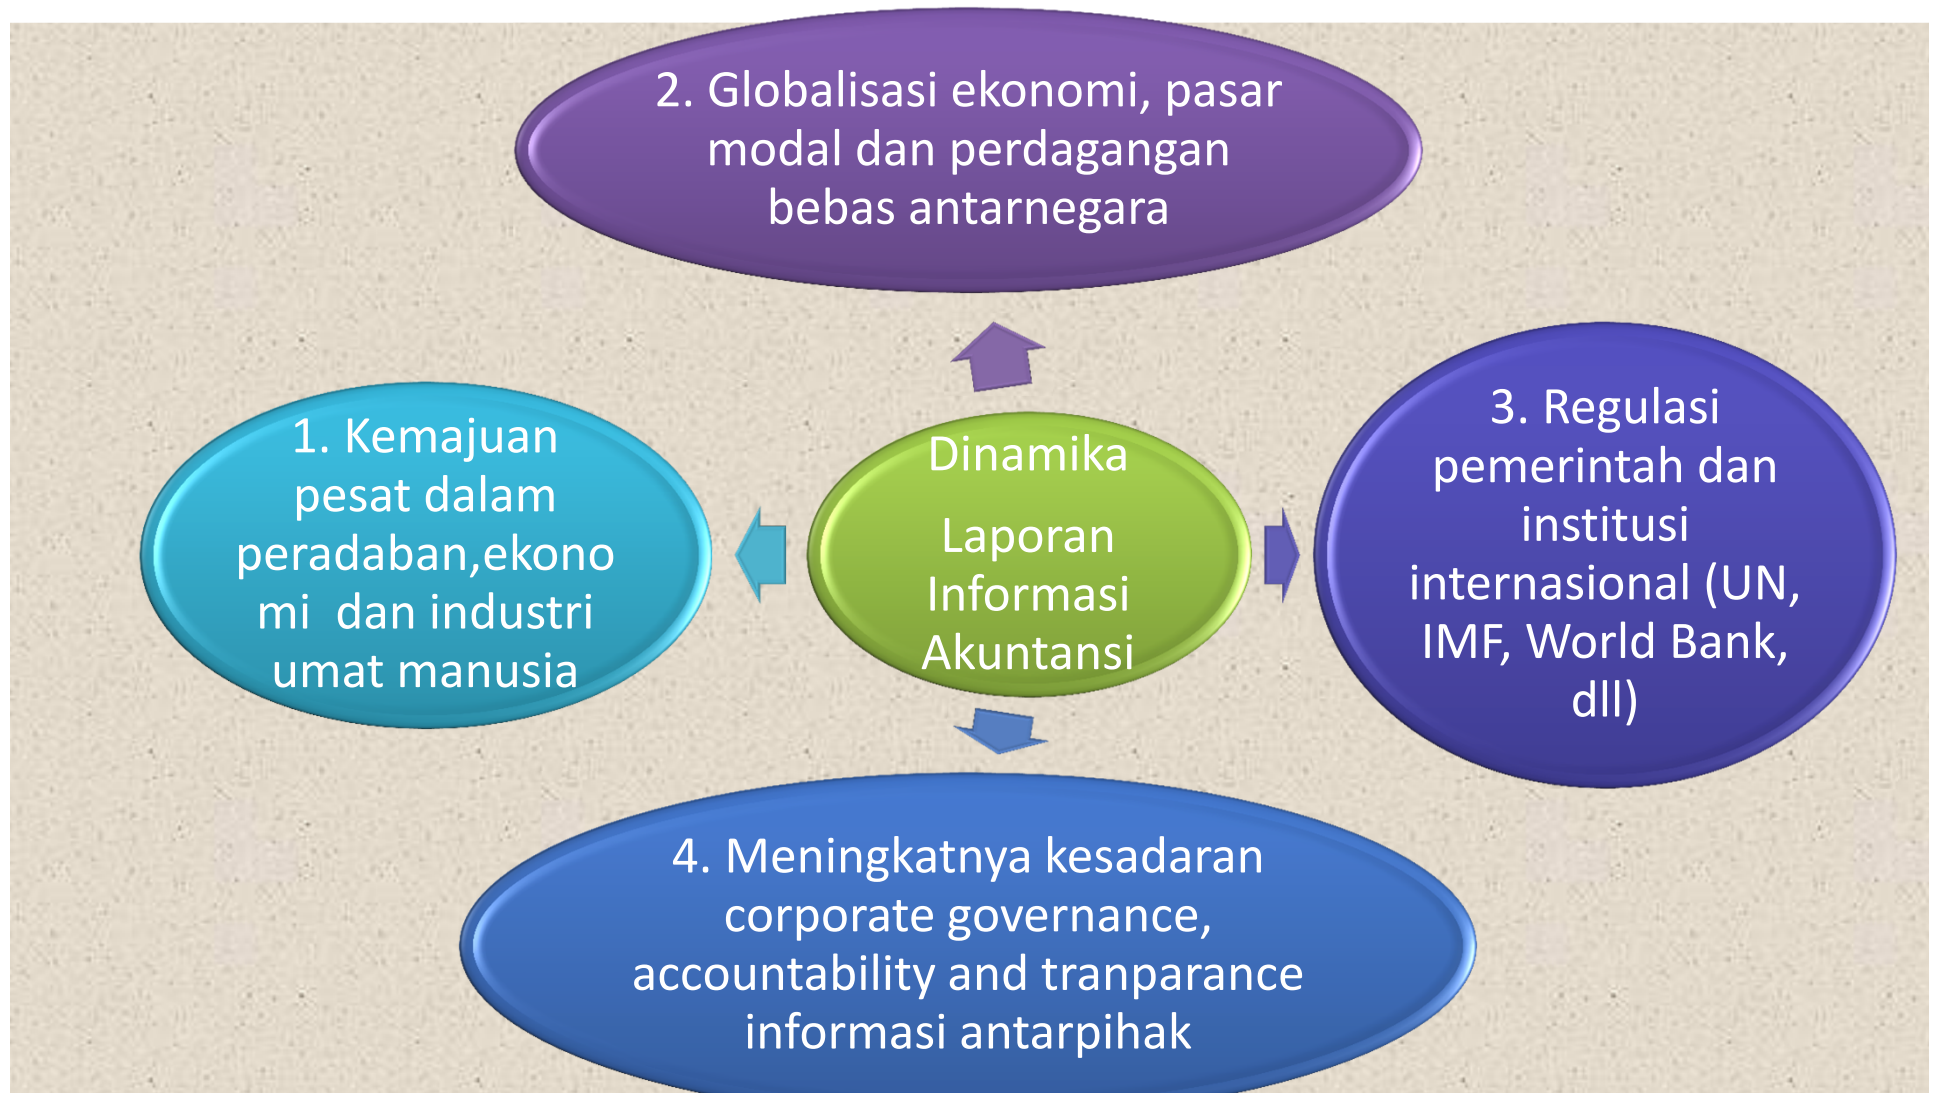 2. Globalisasi ekonomi, pasar
modal dan perdagangan
bebas antarnegara
1. Kemajuan
pesat dalam
peradaban,ekono
mi  dan industri
umat manusia
Dinamika
Laporan
Informasi
Akuntansi
3. Regulasi
pemerintah dan
institusi
internasional (UN,
IMF, World Bank,
dll)
4. Meningkatnya kesadaran
corporate governance,
accountability and tranparance
informasi antarpihak